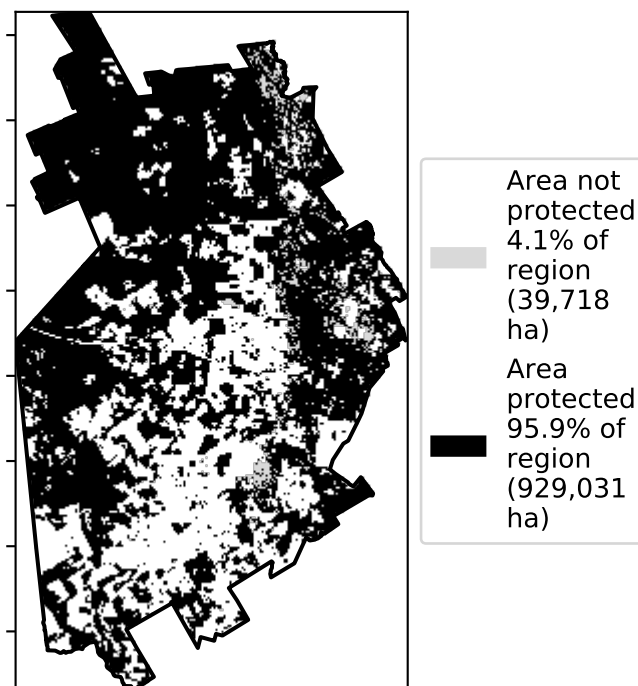 Area not
protected
4.1% of
region
(39,718
ha)
Area
protected
95.9% of
region
(929,031
ha)